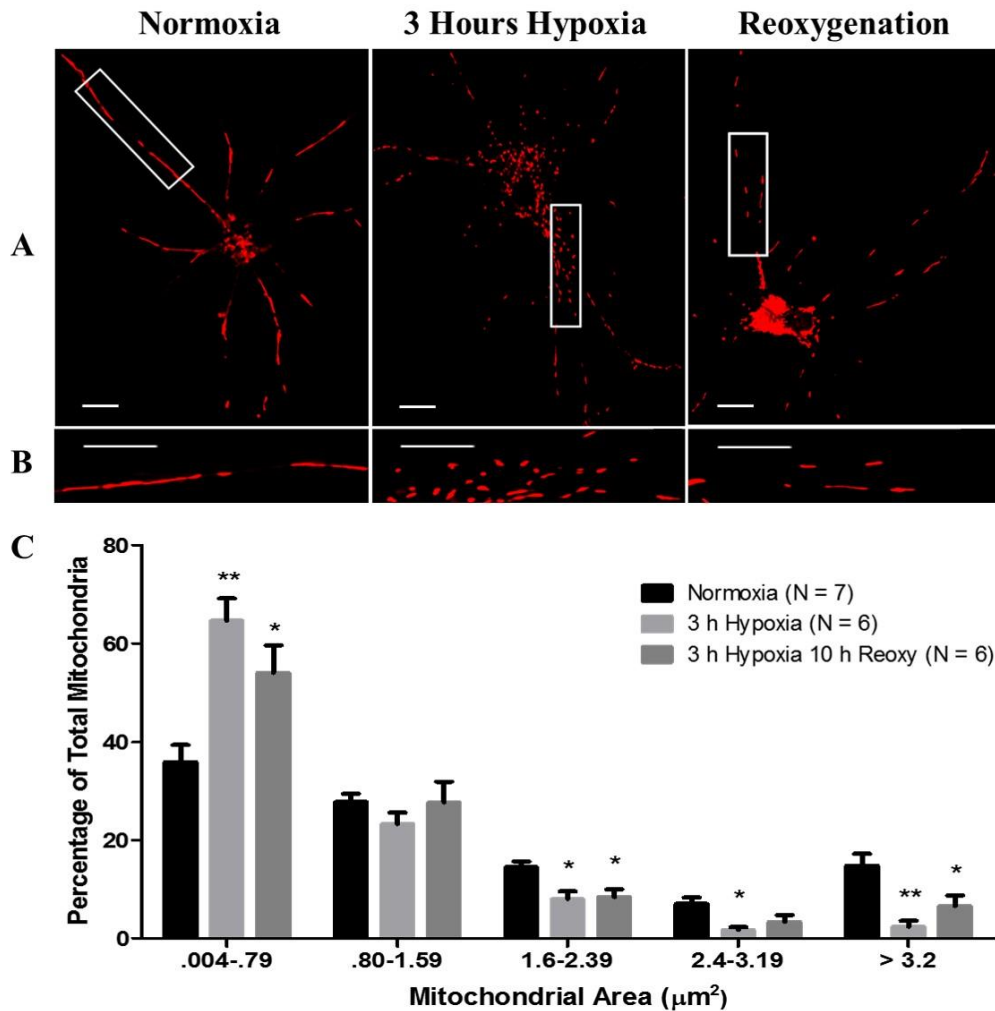 Normoxia 3 Hours Hypoxia Reoxygenation
A
B
C
80
60
40
20
0
Percentage of Total Mitochondria
** *
* *
*
** *
Normoxia (N = 7)
3 h Hypoxia (N = 6)
3 h Hypoxia 10 h Reoxy (N = 6)
.004-.79 .80-1.59 1.6-2.39 2.4-3.19 > 3.2
Mitochondrial Area (μm²)